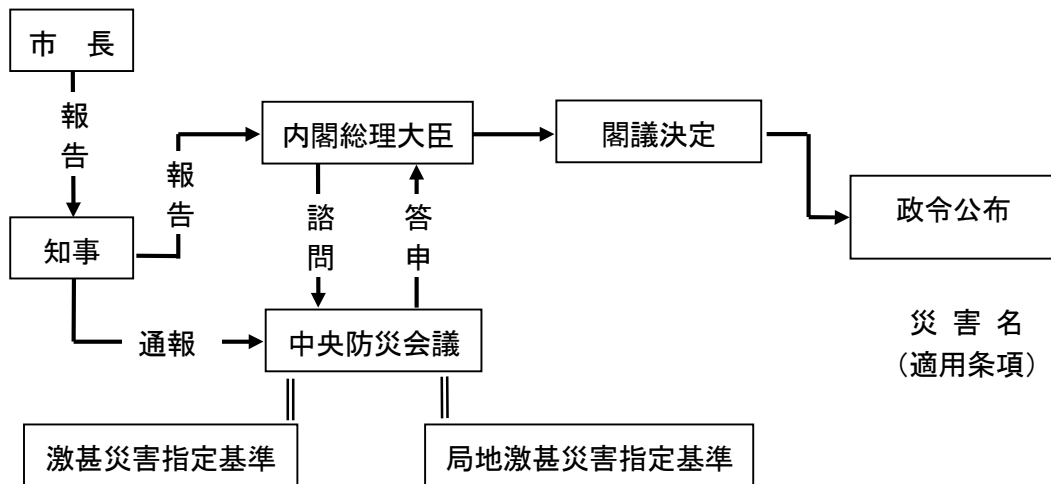 市　長
報告
報告
内閣総理大臣
閣議決定
政令公布
知事
諮問
答申
通報
中央防災会議
災 害 名
（適用条項）
激甚災害指定基準
局地激甚災害指定基準